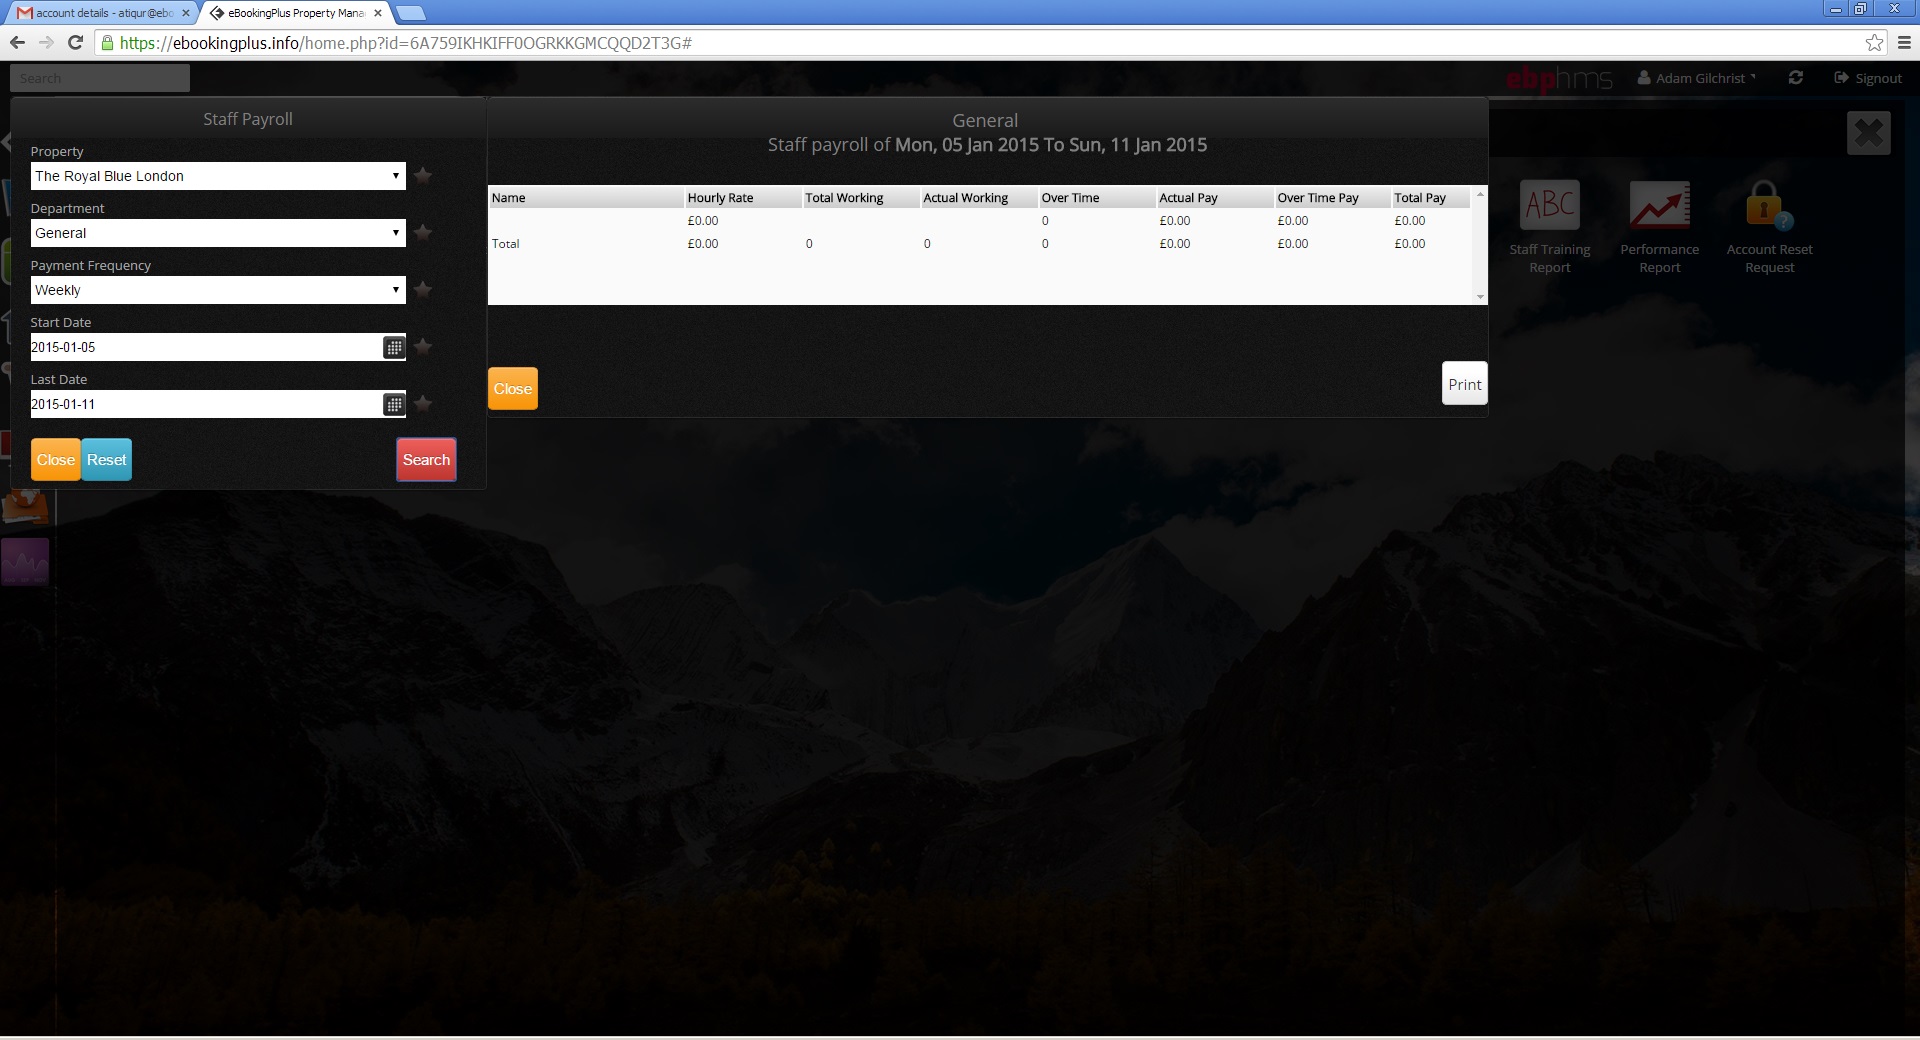 account details - atiqur@ebo
eBookingPlus Property Mana
https://ebookingplus.info/home.php?id=6A759IKHKIFF0OGRKKGMCQQD2T3G#
Search
ebphms
Adam Gilchrist
Signout
Staff Payroll
Property
The Royal Blue London
Department
General
Payment Frequency
Weekly
Start Date
2015-01-05
Last Date
2015-01-11
Close
Reset
Search
General
Staff payroll of Mon, 05 Jan 2015 To Sun, 11 Jan 2015
Name Hourly Rate Total Working Actual Working Over Time Actual Pay Over Time Pay Total Pay
£0.00 0 £0.00 £0.00 £0.00
Total £0.00 0 0 0 £0.00 £0.00 £0.00
Close
Print
ABC
Staff Training
Report
Performance
Report
Account Reset
Request